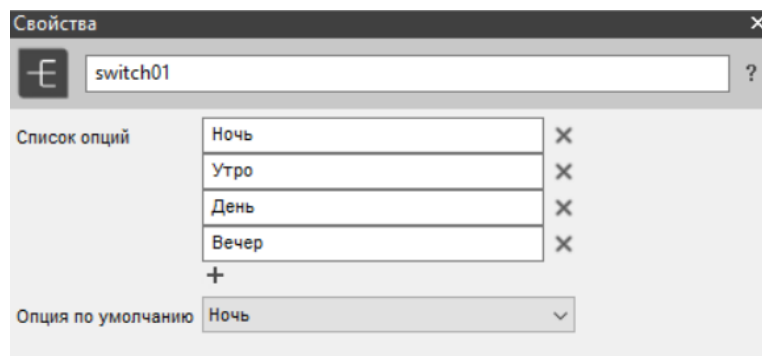 Свойства
switch01 ?
Список опций Ночь
Утро
День
Вечер
Опция по умолчанию Ночь